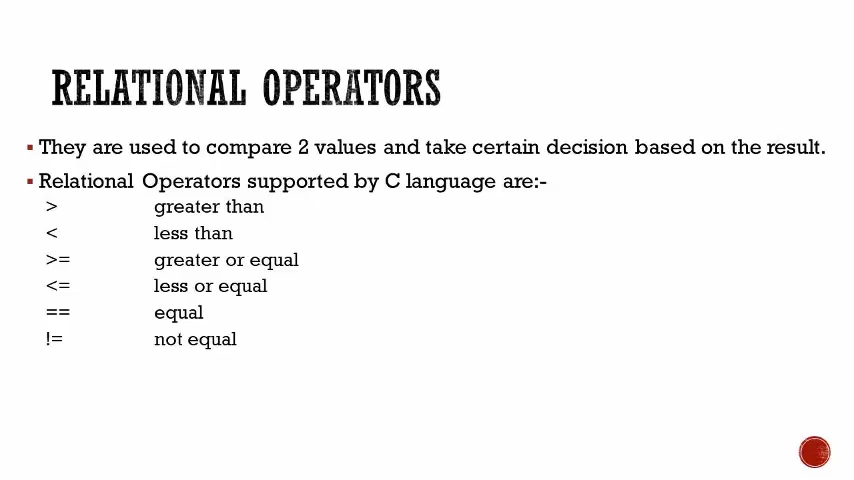 RELATIONAL OPERATORS
▪ They are used to compare 2 values and take certain decision based on the result.
▪ Relational Operators supported by C language are:-
> greater than
< less than
>= greater or equal
<= less or equal
== equal
!= not equal